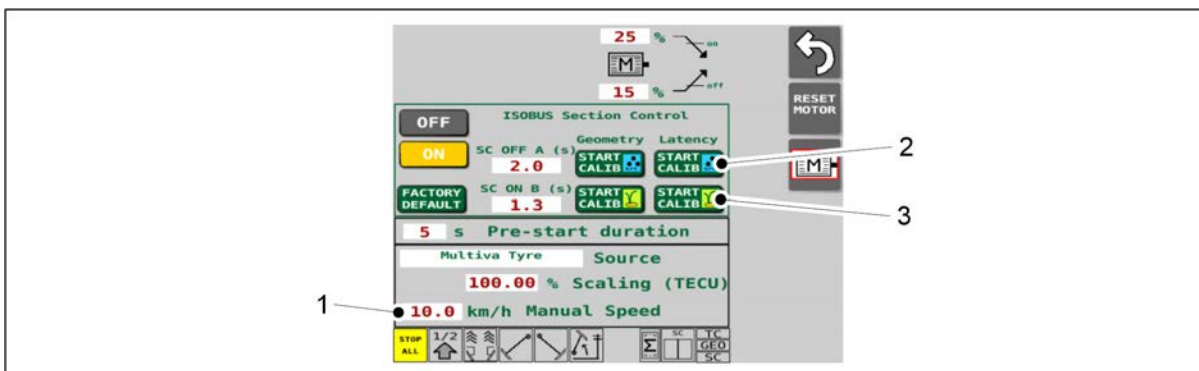 25 %
on
M
15 %
off
RESET
MOTOR
ISOBUS Section Control
OFF
Geometry Latency
ON
SC OFF A (s)
2.0
START
CALIB
START
CALIB
2
M
FACTORY
DEFAULT
SC ON B (s)
1.3
START
CALIB
START
CALIB
3
5 s Pre-start duration
Multiva Tyre Source
100.00 % Scaling (TECU)
1
10.0 km/h Manual Speed
STOP
ALL
1/2
Σ
SC
TC
GEO
SC